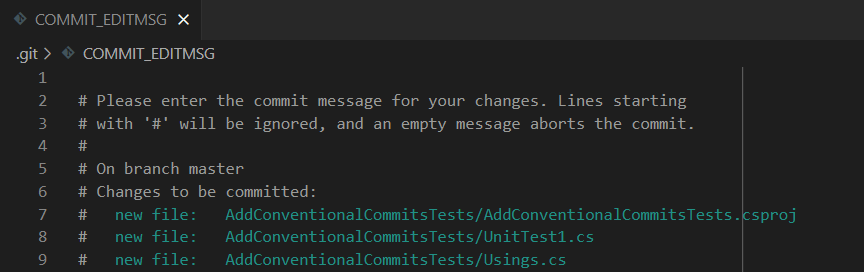 COMMIT_EDITMSG ×
.git > COMMIT_EDITMSG
1
2 # Please enter the commit message for your changes. Lines starting
3 # with '#' will be ignored, and an empty message aborts the commit.
4 #
5 # On branch master
6 # Changes to be committed:
7 #   new file:   AddConventionalCommitsTests/AddConventionalCommitsTests.csproj
8 #   new file:   AddConventionalCommitsTests/UnitTest1.cs
9 #   new file:   AddConventionalCommitsTests/Usings.cs